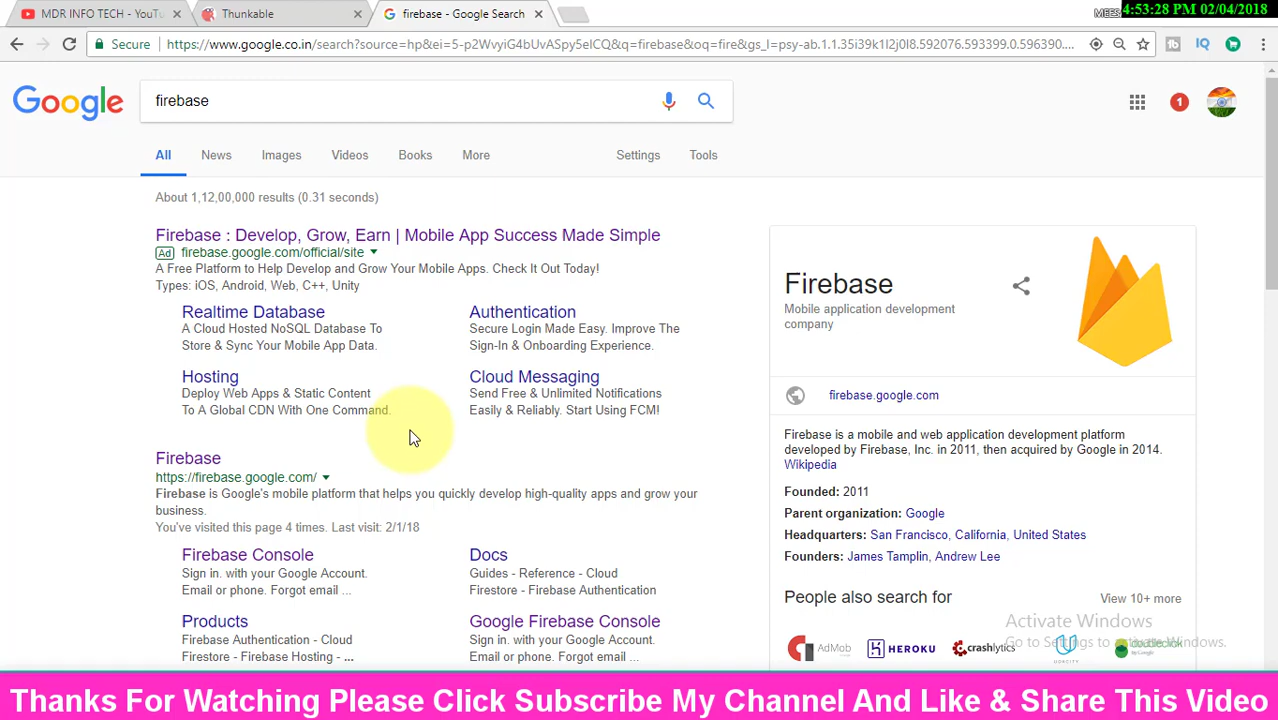 MDR INFO TECH - YouTu
Thunkable
firebase - Google Search
MEES
4:53:28 PM 02/04/2018
Secure
https://www.google.co.in/search?source=hp&ei=5-p2WvyiG4bUvASpy5eICQ&q=firebase&oq=fire&gs_l=psy-ab.1.1.35i39k1l2j0l8.592076.593399.0.596390....
tb
IQ
Google
firebase
1
All
News
Images
Videos
Books
More
Settings
Tools
About 1,12,00,000 results (0.31 seconds)
Firebase : Develop, Grow, Earn | Mobile App Success Made Simple
Ad firebase.google.com/official/site
A Free Platform to Help Develop and Grow Your Mobile Apps. Check It Out Today!
Types: iOS, Android, Web, C++, Unity
Realtime Database
A Cloud Hosted NoSQL Database To
Store & Sync Your Mobile App Data.
Authentication
Secure Login Made Easy. Improve The
Sign-In & Onboarding Experience.
Hosting
Deploy Web Apps & Static Content
To A Global CDN With One Command.
Cloud Messaging
Send Free & Unlimited Notifications
Easily & Reliably. Start Using FCM!
Firebase
https://firebase.google.com/
Firebase is Google's mobile platform that helps you quickly develop high-quality apps and grow your
business.
You've visited this page 4 times. Last visit: 2/1/18
Firebase Console
Sign in. with your Google Account.
Email or phone. Forgot email ...
Docs
Guides - Reference - Cloud
Firestore - Firebase Authentication
Products
Firebase Authentication - Cloud
Firestore - Firebase Hosting - ...
Google Firebase Console
Sign in. with your Google Account.
Email or phone. Forgot email ...
Firebase
Mobile application development
company
firebase.google.com
Firebase is a mobile and web application development platform
developed by Firebase, Inc. in 2011, then acquired by Google in 2014.
Wikipedia
Founded: 2011
Parent organization: Google
Headquarters: San Francisco, California, United States
Founders: James Tamplin, Andrew Lee
People also search for
View 10+ more
AdMob
HEROKU
crashlytics
UDACITY
doubleclick
Activate Windows
Go to Settings to activate Windows.
Thanks For Watching Please Click Subscribe My Channel And Like & Share This Video